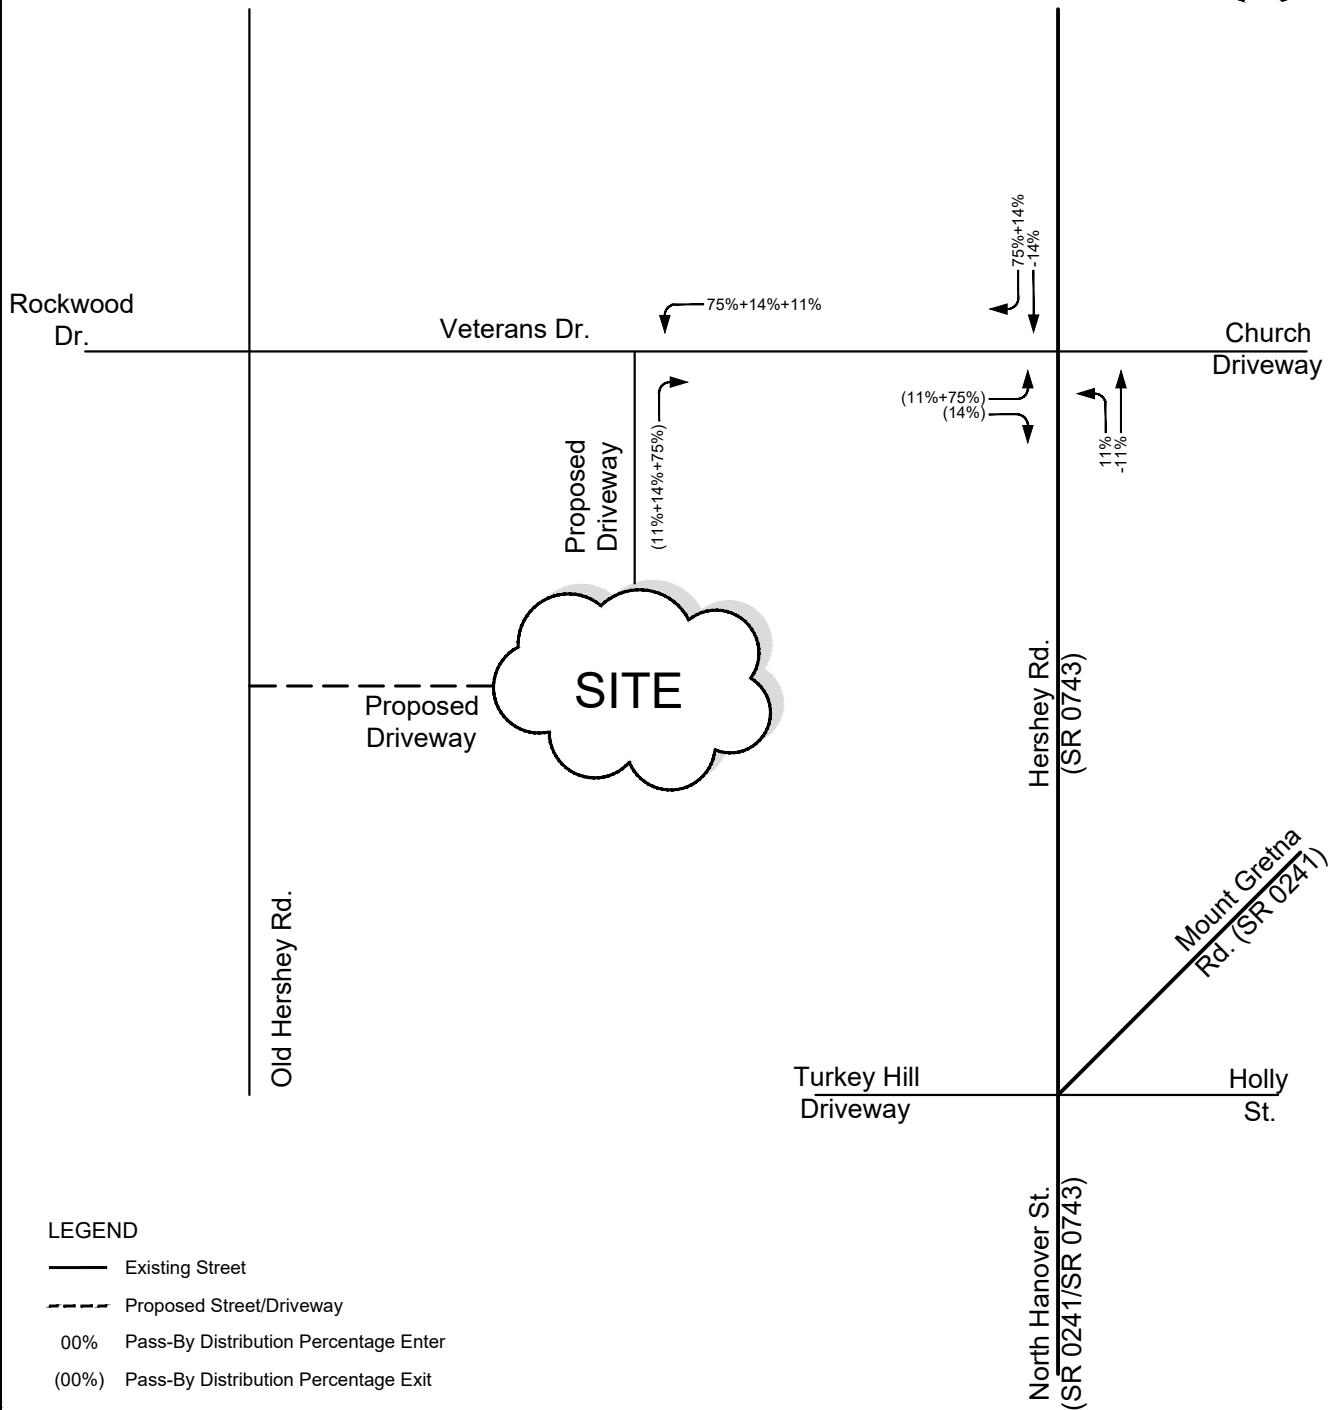 75%+14%
-14%
Rockwood
Dr.
Veterans Dr.
75%+14%+11%
Church
Driveway
(11%+75%)
(14%)
11%
-11%
Proposed
Driveway
(11%+14%+75%)
SITE
Proposed
Driveway
Hershey Rd.
(SR 0743)
Mount Gretna
Rd. (SR 0241)
Old Hershey Rd.
Turkey Hill
Driveway
Holly
St.
North Hanover St.
(SR 0241/SR 0743)
LEGEND
Existing Street
Proposed Street/Driveway
00% Pass-By Distribution Percentage Enter
(00%) Pass-By Distribution Percentage Exit